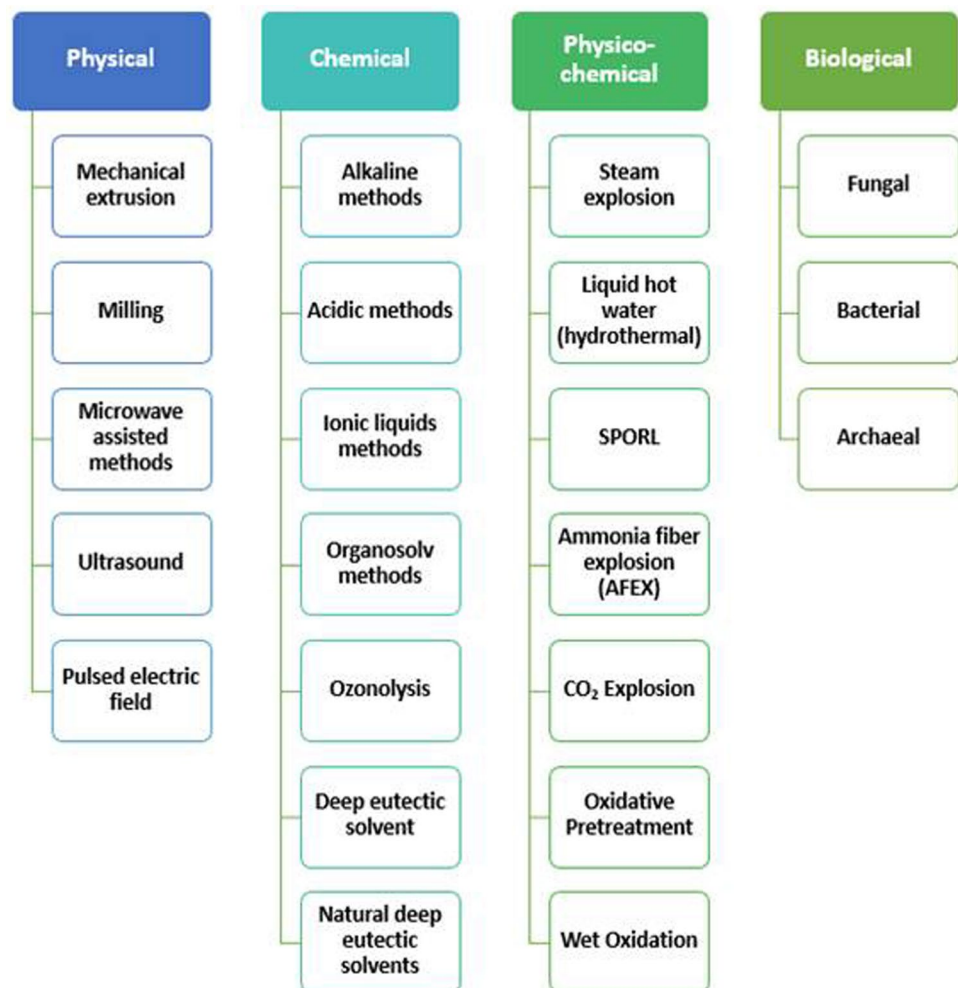 Physical
Mechanical
extrusion
Milling
Microwave
assisted
methods
Ultrasound
Pulsed electric
field
Chemical
Alkaline
methods
Acidic methods
Ionic liquids
methods
Organosolv
methods
Ozonolysis
Deep eutectic
solvent
Natural deep
eutectic
solvents
Physico-
chemical
Steam
explosion
Liquid hot
water
(hydrothermal)
SPORL
Ammonia fiber
explosion
(AFEX)
CO₂ Explosion
Oxidative
Pretreatment
Wet Oxidation
Biological
Fungal
Bacterial
Archaeal